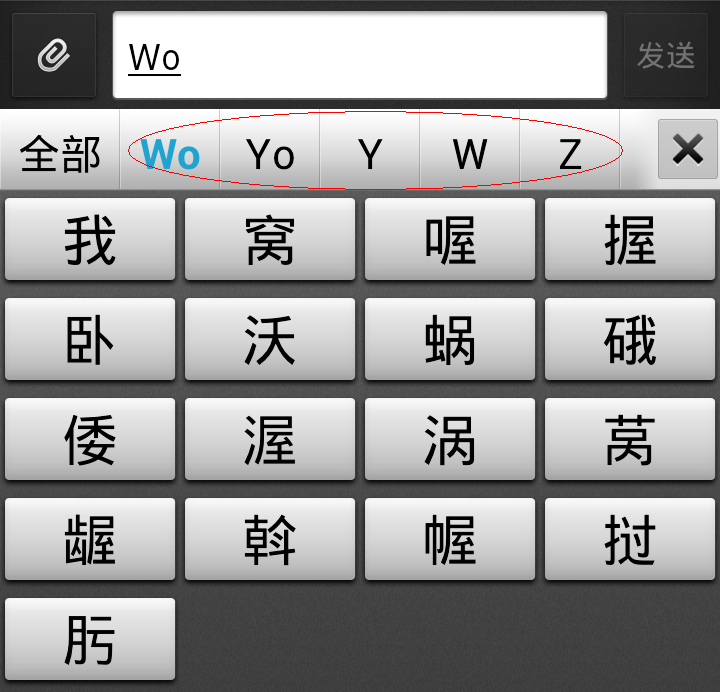 Wo 发送
全部 Wo Yo Y W Z
我 窝 喔 握
卧 沃 蜗 硪
倭 渥 涡 莴
龌 斡 幄 挝
肟